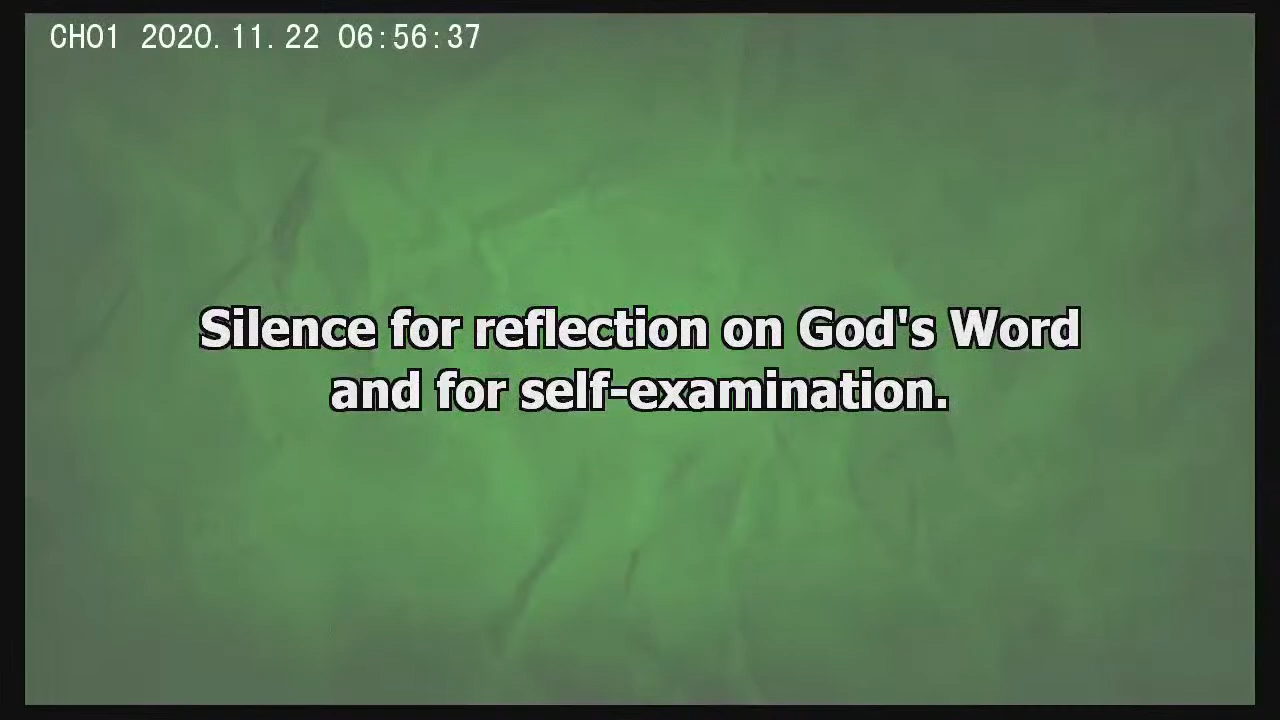 CH01 2020.11.22 06:56:37
Silence for reflection on God's Word
and for self-examination.